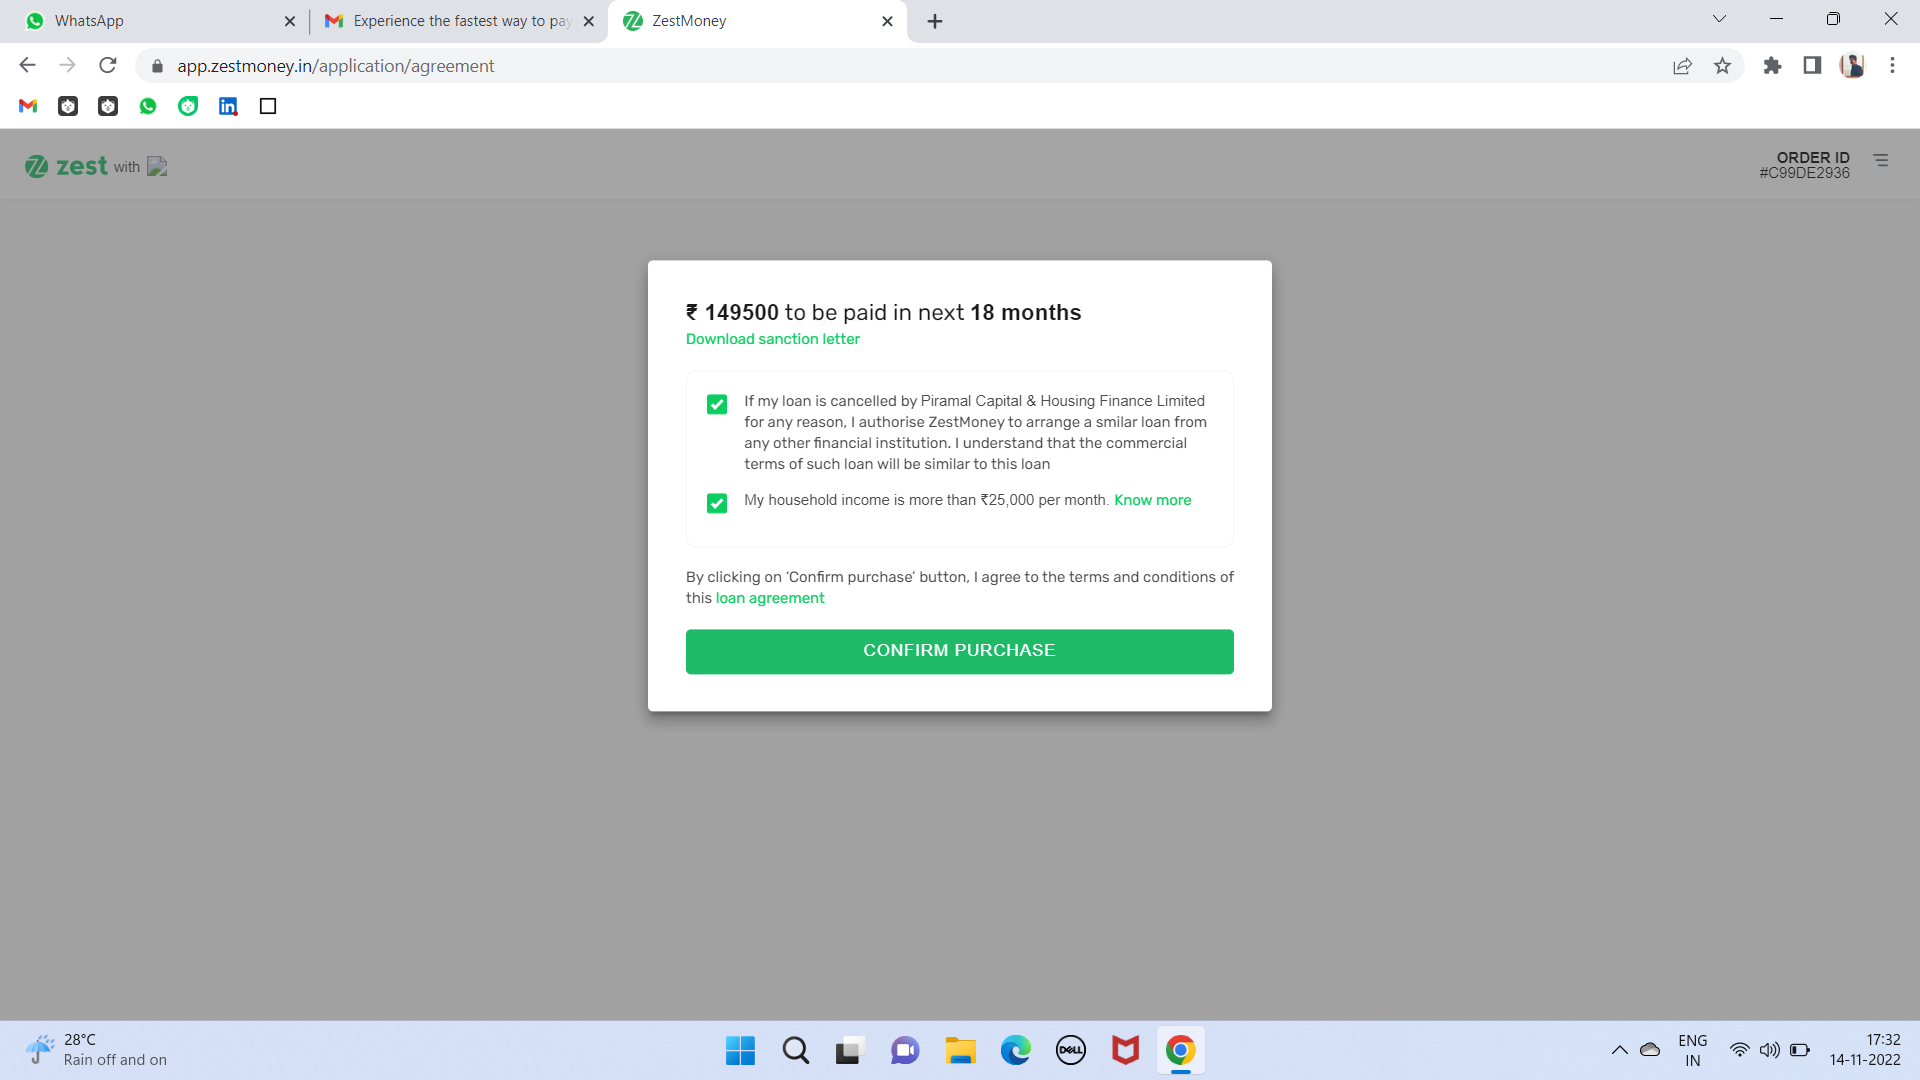 WhatsApp
Experience the fastest way to pay
ZestMoney
app.zestmoney.in/application/agreement
zest with
ORDER ID
#C99DE2936
₹ 149500 to be paid in next 18 months
Download sanction letter
If my loan is cancelled by Piramal Capital & Housing Finance Limited
for any reason, I authorise ZestMoney to arrange a smilar loan from
any other financial institution. I understand that the commercial
terms of such loan will be similar to this loan
My household income is more than ₹25,000 per month. Know more
By clicking on ‘Confirm purchase’ button, I agree to the terms and conditions of
this loan agreement
CONFIRM PURCHASE
28°C
Rain off and on
DELL
ENG
IN
17:32
14-11-2022